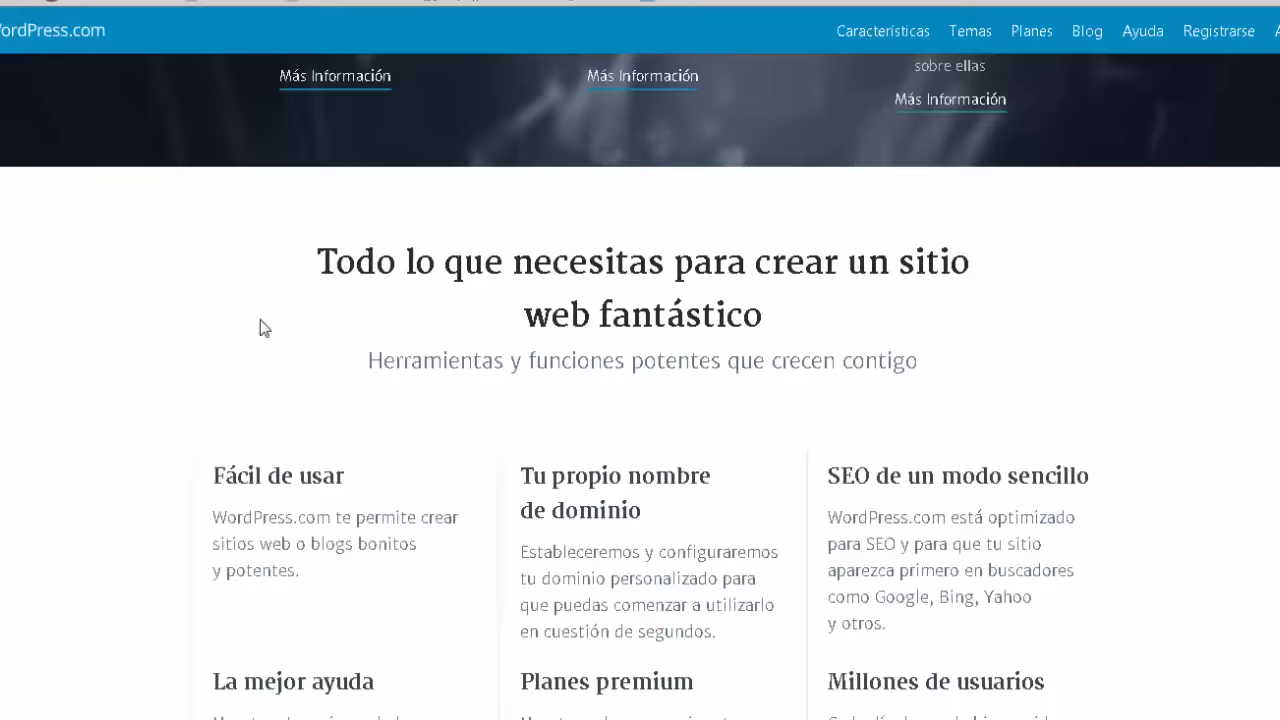 WordPress.com
Características Temas Planes Blog Ayuda Registrarse
sobre ellas
Más Información
Más Información
Más Información
Todo lo que necesitas para crear un sitio
web fantástico
Herramientas y funciones potentes que crecen contigo
Fácil de usar
WordPress.com te permite crear
sitios web o blogs bonitos
y potentes.
Tu propio nombre
de dominio
Estableceremos y configuraremos
tu dominio personalizado para
que puedas comenzar a utilizarlo
en cuestión de segundos.
SEO de un modo sencillo
WordPress.com está optimizado
para SEO y para que tu sitio
aparezca primero en buscadores
como Google, Bing, Yahoo
y otros.
La mejor ayuda
Planes premium
Millones de usuarios